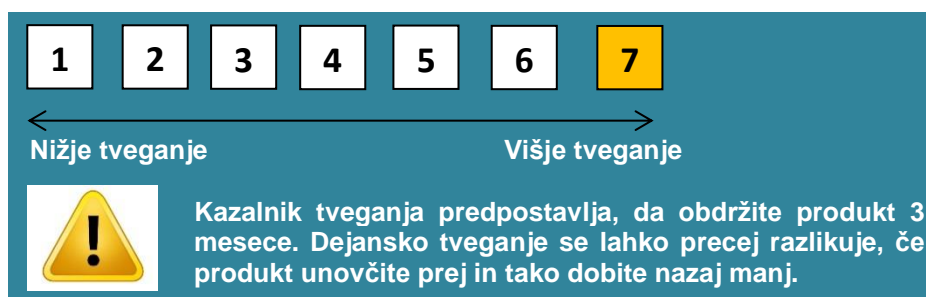 1 2 3 4 5 6 7
Nižje tveganje Višje tveganje
Kazalnik tveganja predpostavlja, da obdržite produkt 3
mesece. Dejansko tveganje se lahko precej razlikuje, če
produkt unovčite prej in tako dobite nazaj manj.